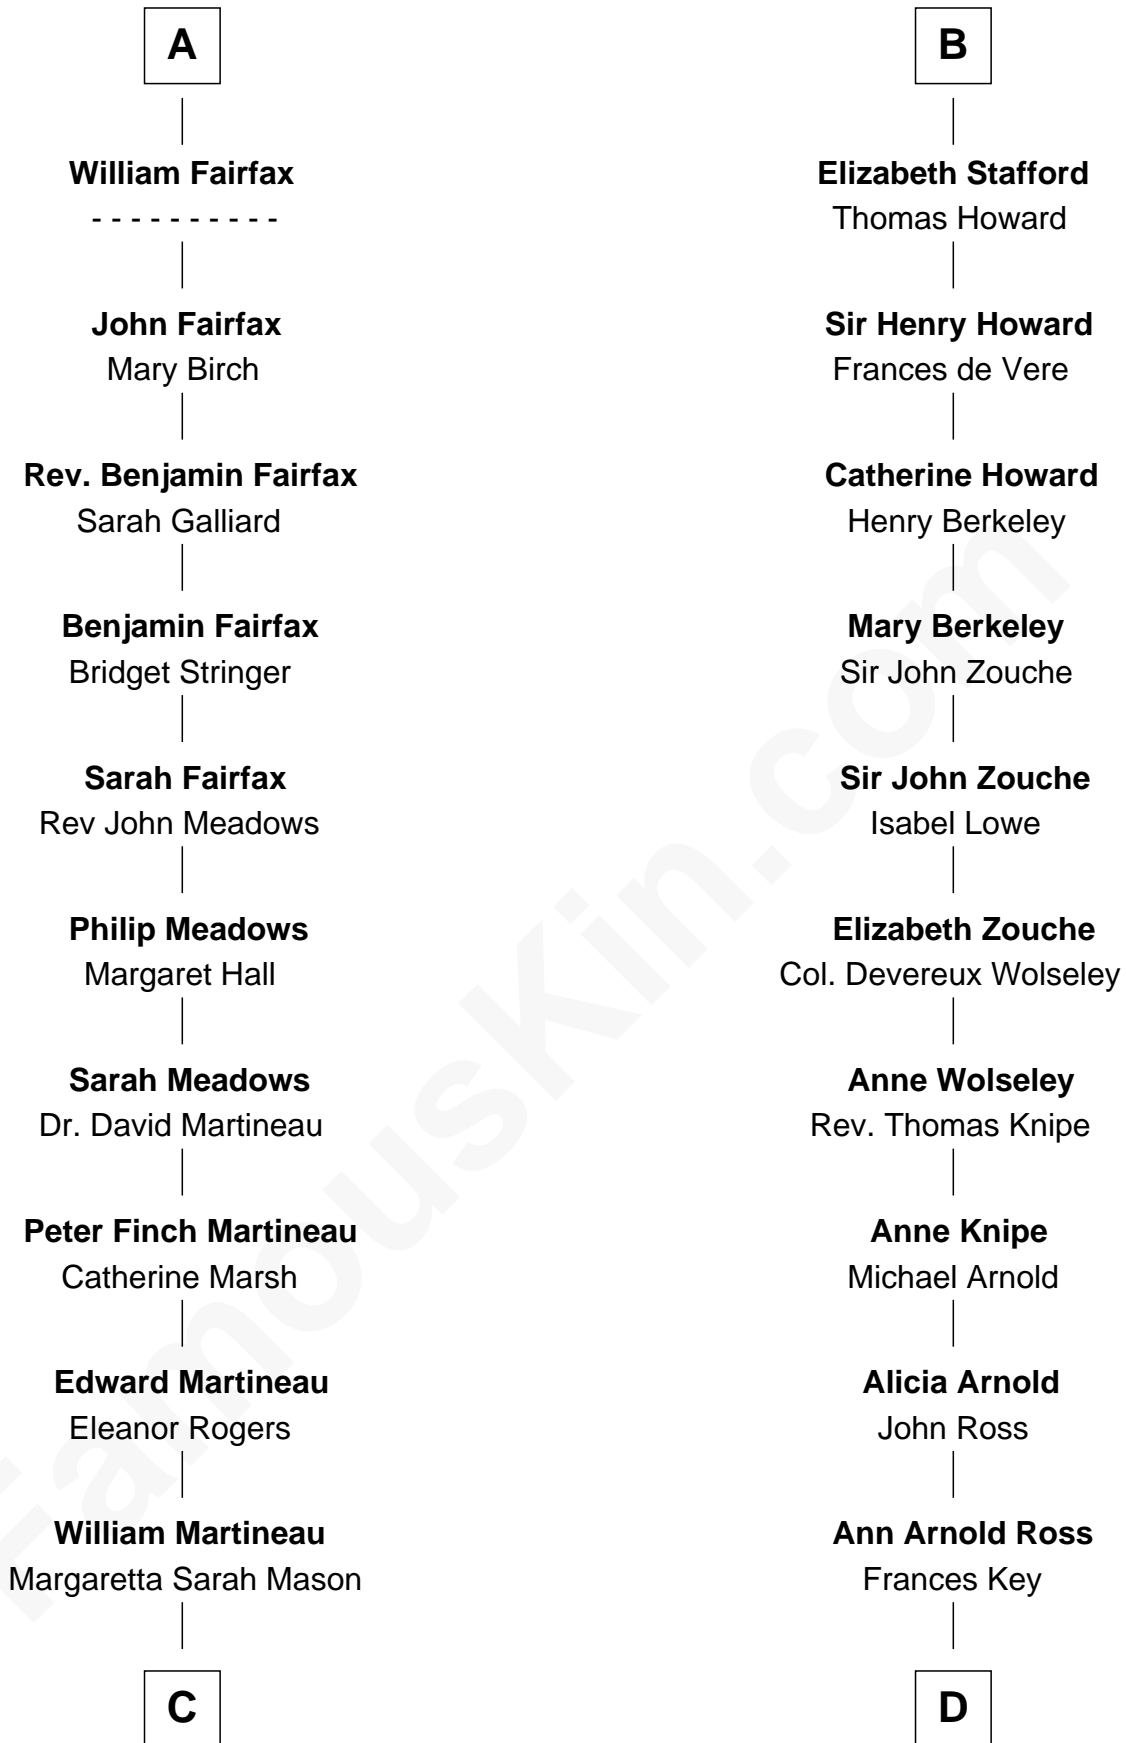 A
William Fairfax
- - - - - - - - - -
John Fairfax
Mary Birch
Rev. Benjamin Fairfax
Sarah Galliard
Benjamin Fairfax
Bridget Stringer
Sarah Fairfax
Rev John Meadows
Philip Meadows
Margaret Hall
Sarah Meadows
Dr. David Martineau
Peter Finch Martineau
Catherine Marsh
Edward Martineau
Eleanor Rogers
William Martineau
Margaretta Sarah Mason
C
B
Elizabeth Stafford
Thomas Howard
Sir Henry Howard
Frances de Vere
Catherine Howard
Henry Berkeley
Mary Berkeley
Sir John Zouche
Sir John Zouche
Isabel Lowe
Elizabeth Zouche
Col. Devereux Wolseley
Anne Wolseley
Rev. Thomas Knipe
Anne Knipe
Michael Arnold
Alicia Arnold
John Ross
Ann Arnold Ross
Frances Key
D
FamousKin.com